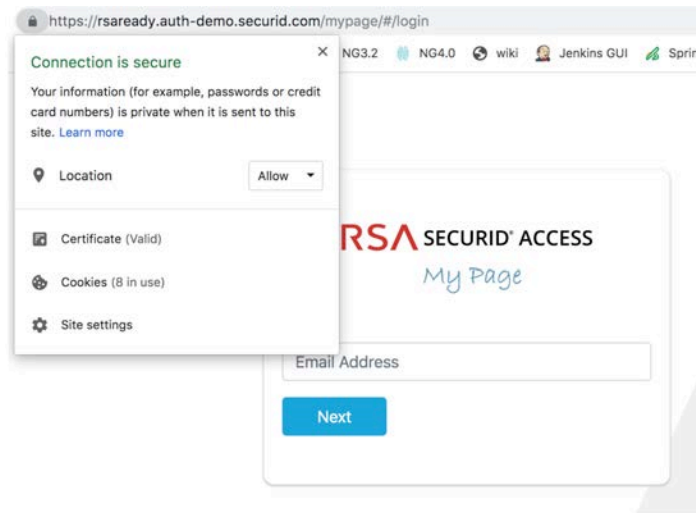 https://rsaready.auth-demo.securid.com/mypage/#/login
NG3.2 NG4.0 wiki Jenkins GUI
Connection is secure ×
Your information (for example, passwords or credit
card numbers) is private when it is sent to this
site. Learn more
Location Allow
Certificate (Valid)
Cookies (8 in use)
Site settings
RSA SECURID® ACCESS
My Page
Email Address
Next